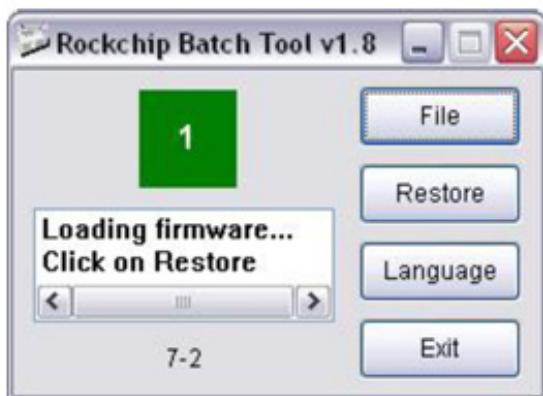 Rockchip Batch Tool v1.8
1
File
Loading firmware...
Click on Restore
Restore
Language
7-2
Exit